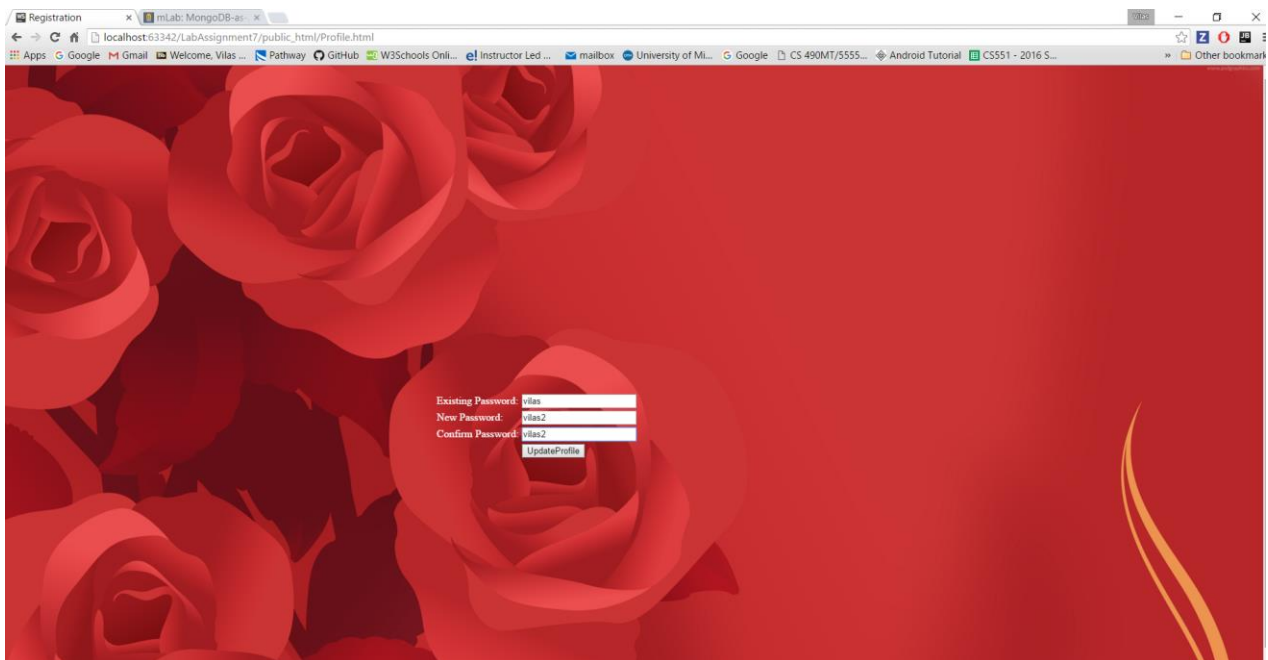 Registration mLab: MongoDB-as- Vilas
localhost:63342/LabAssignment7/public_html/Profile.html
Apps Google Gmail Welcome, Vilas ... Pathway GitHub W3Schools Onli... Instructor Led ... mailbox University of Mi... Google CS 490MT/5555... Android Tutorial CS551 - 2016 S... » Other bookmark
Existing Password: vilas
New Password: vilas2
Confirm Password: vilas2
UpdateProfile